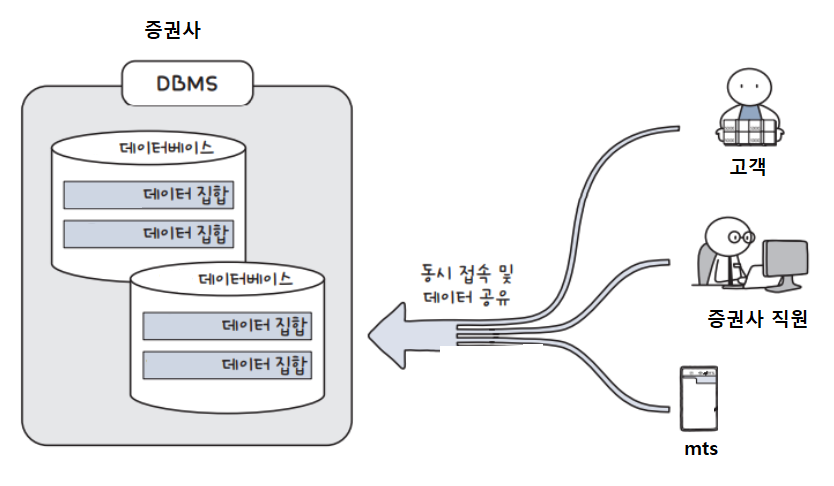 증권사
DBMS
데이터베이스
데이터 집합
데이터 집합
데이터베이스
데이터 집합
데이터 집합
동시 접속 및
데이터 공유
고객
증권사 직원
mts